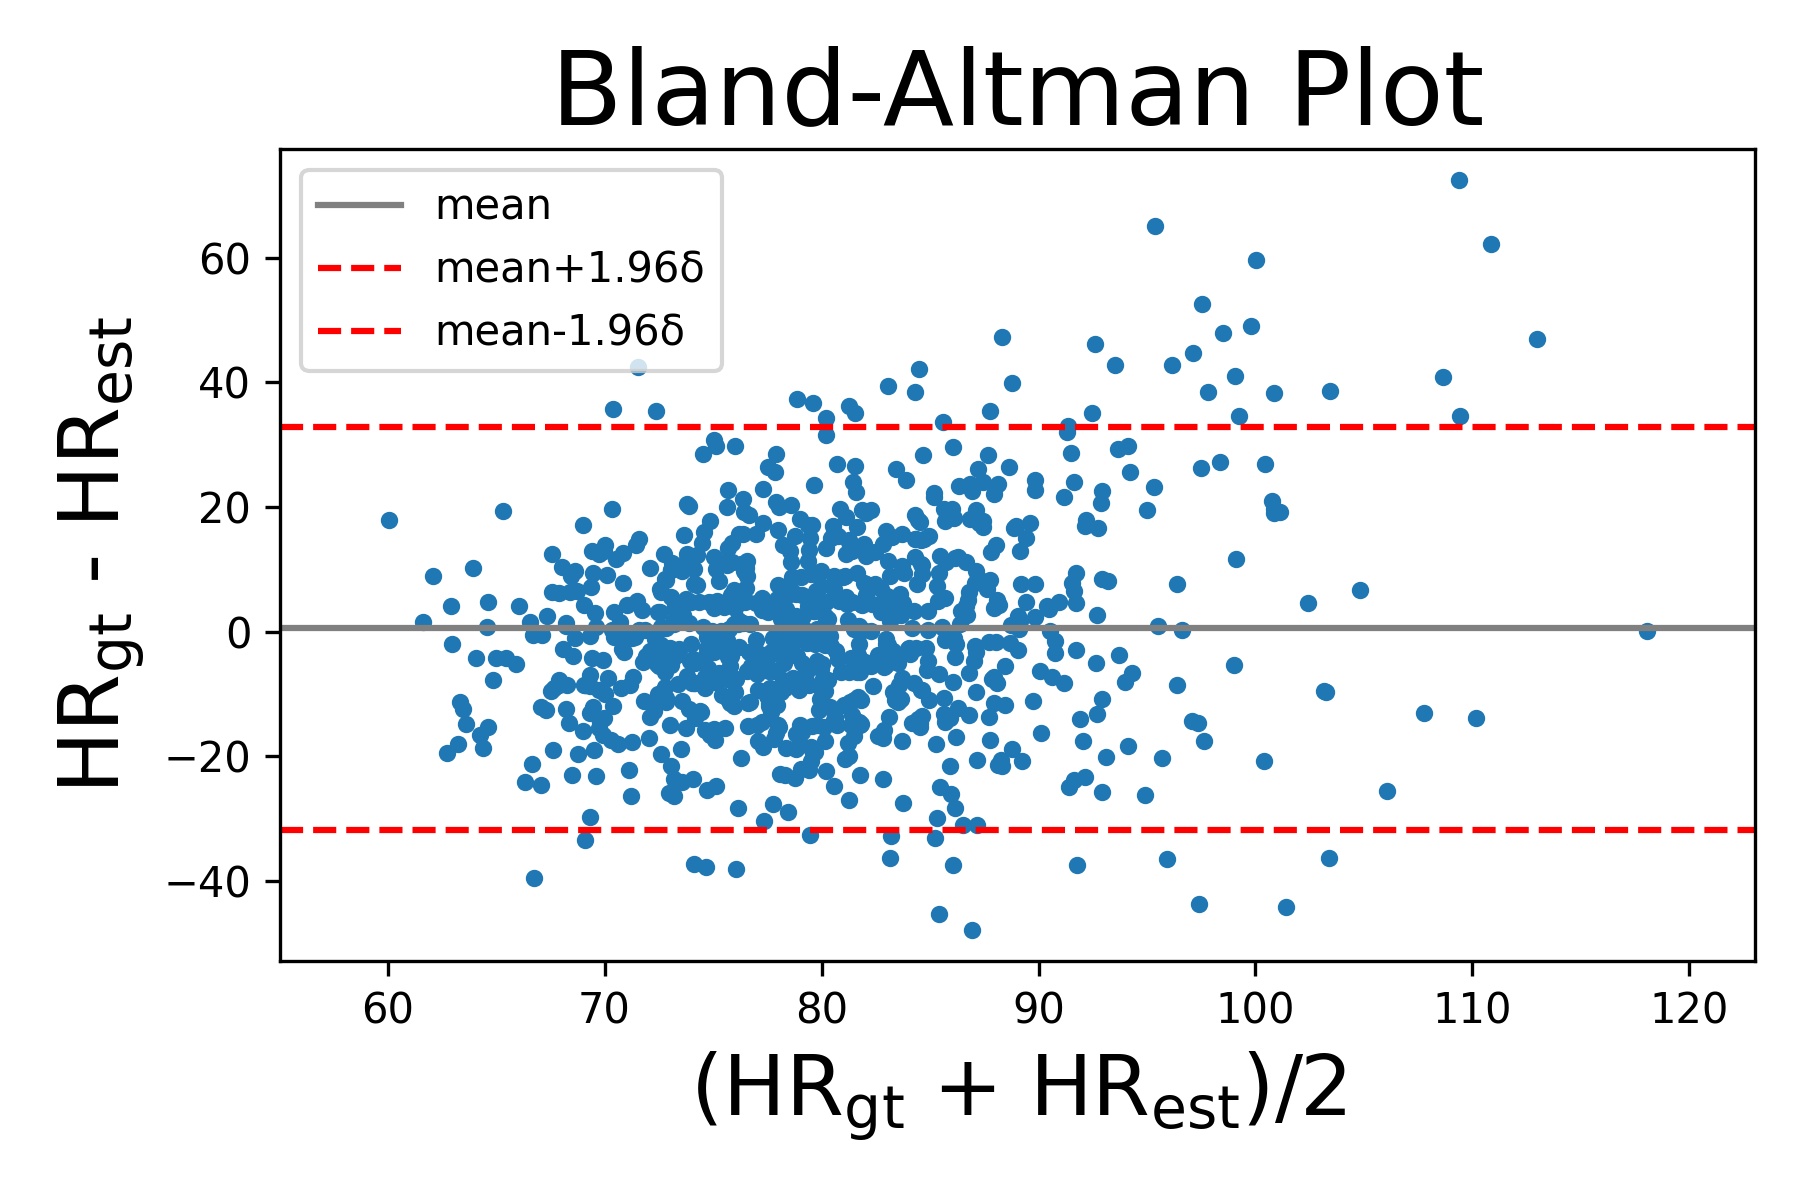 Bland-Altman Plot
mean
mean+1.96δ
mean-1.96δ
60
40
20
0
−20
−40
HRgt - HRest
60 70 80 90 100 110 120
(HRgt + HRest)/2